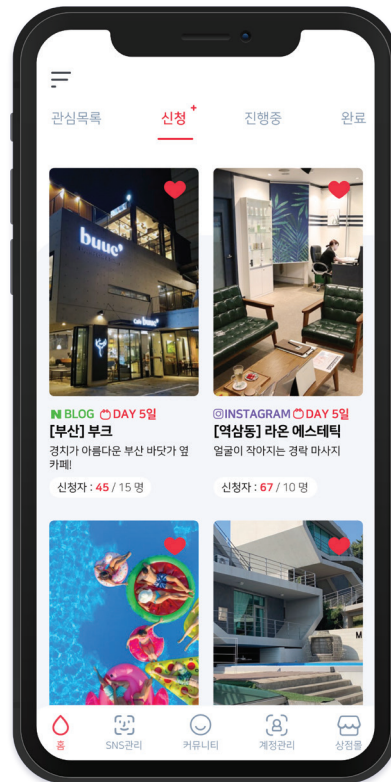 관심목록
신청+
진행중
완료
buuc
Cafe buuc
N BLOG DAY 5일
[부산] 부크
경치가 아름다운 부산 바닷가 옆
카페!
신청자 : 45 / 15 명
INSTAGRAM DAY 5일
[역삼동] 라온 에스테틱
얼굴이 작아지는 경락 마사지
신청자 : 67 / 10 명
M
홈
SNS관리
커뮤니티
계정관리
상점몰